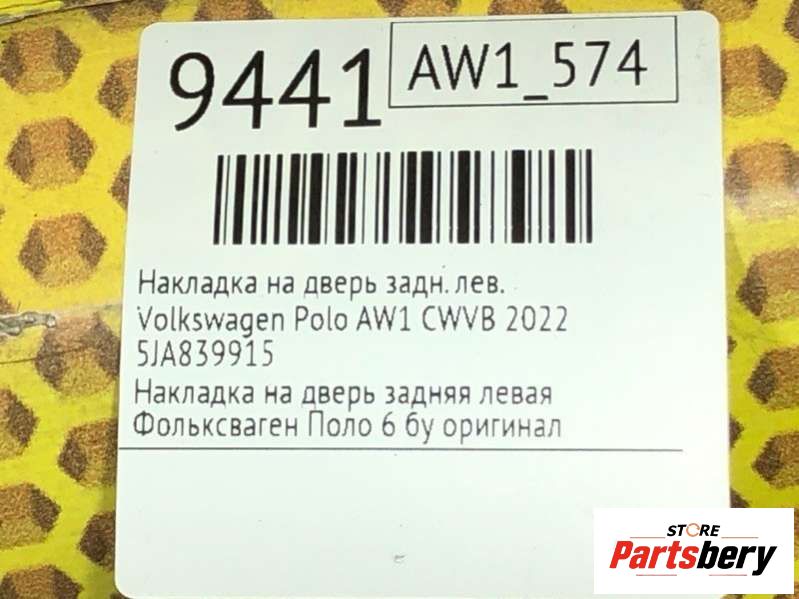 9441
AW1_574
Накладка на дверь задн. лев.
Volkswagen Polo AW1 CWVB 2022
5JA839915
Накладка на дверь задняя левая
Фольксваген Поло 6 бу оригинал
STORE
Partsbery